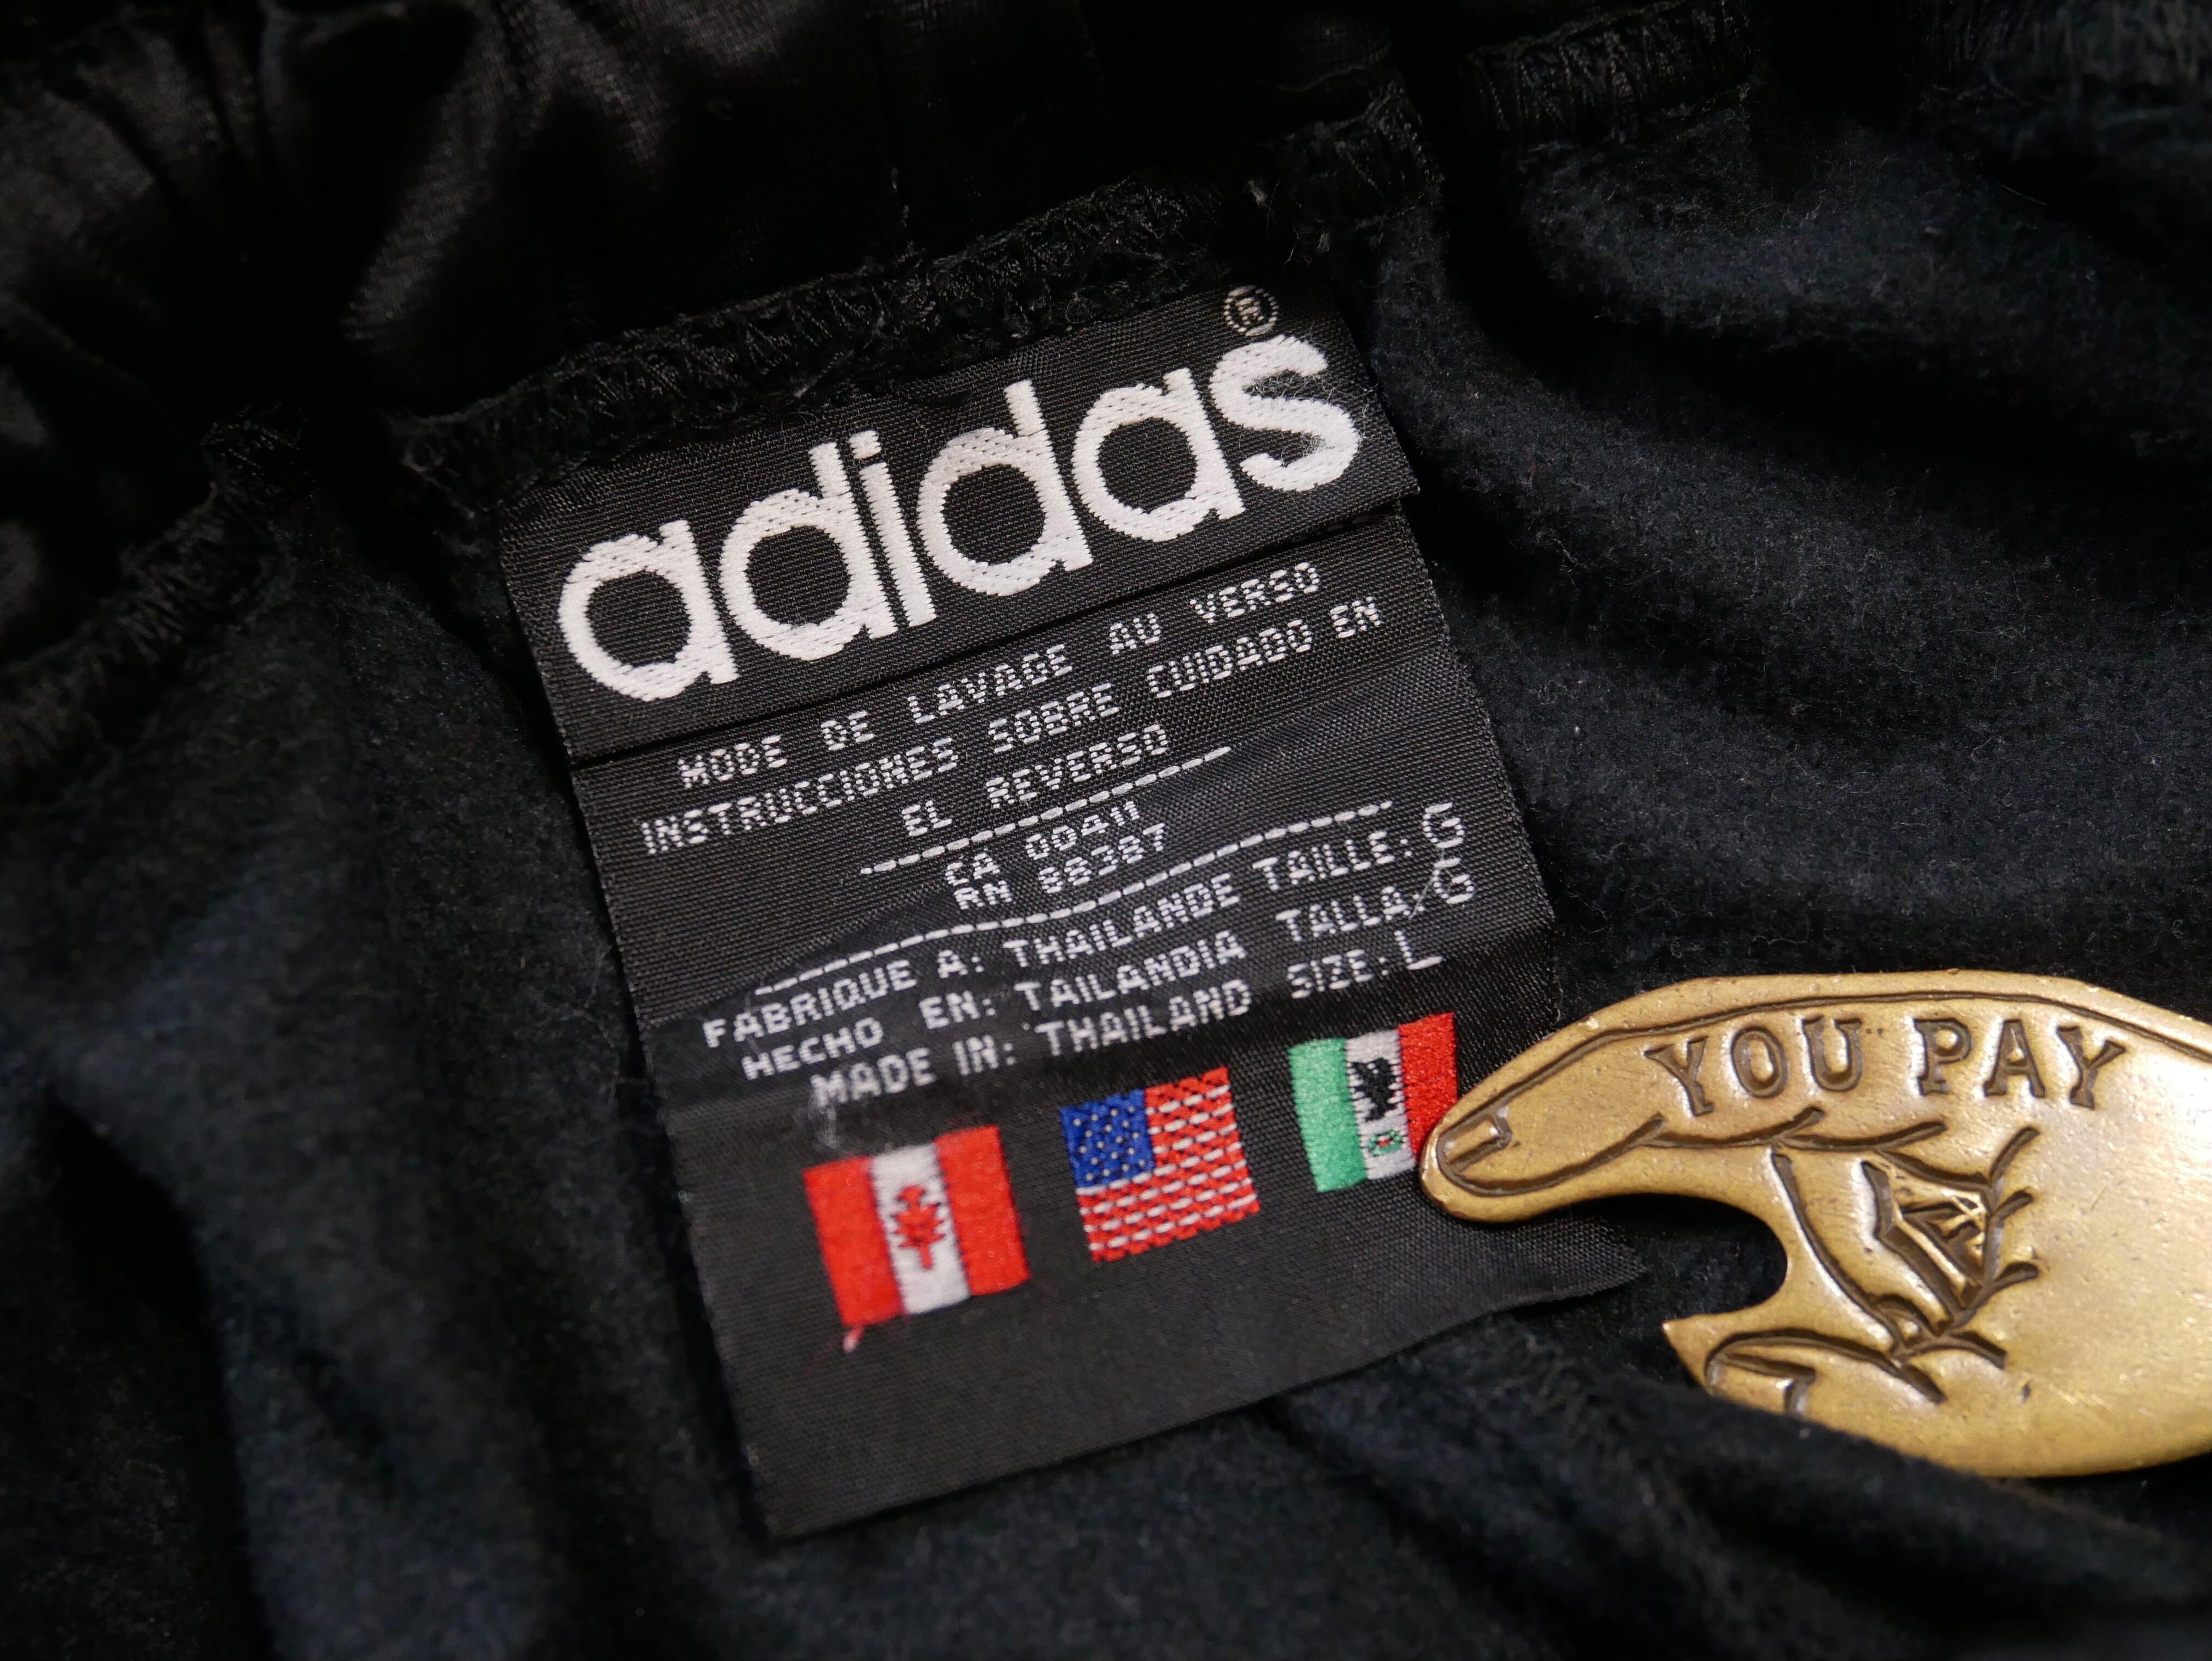 adidas®
MODE DE LAVAGE AU VERSO
INSTRUCCIONES SOBRE CUIDADO EN
EL REVERSO
CA 00411
RN 88387
FABRIQUE A: THAILANDE TAILLE: G
HECHO EN: TAILANDIA TALLA: G
MADE IN: THAILAND SIZE: L
YOU PAY